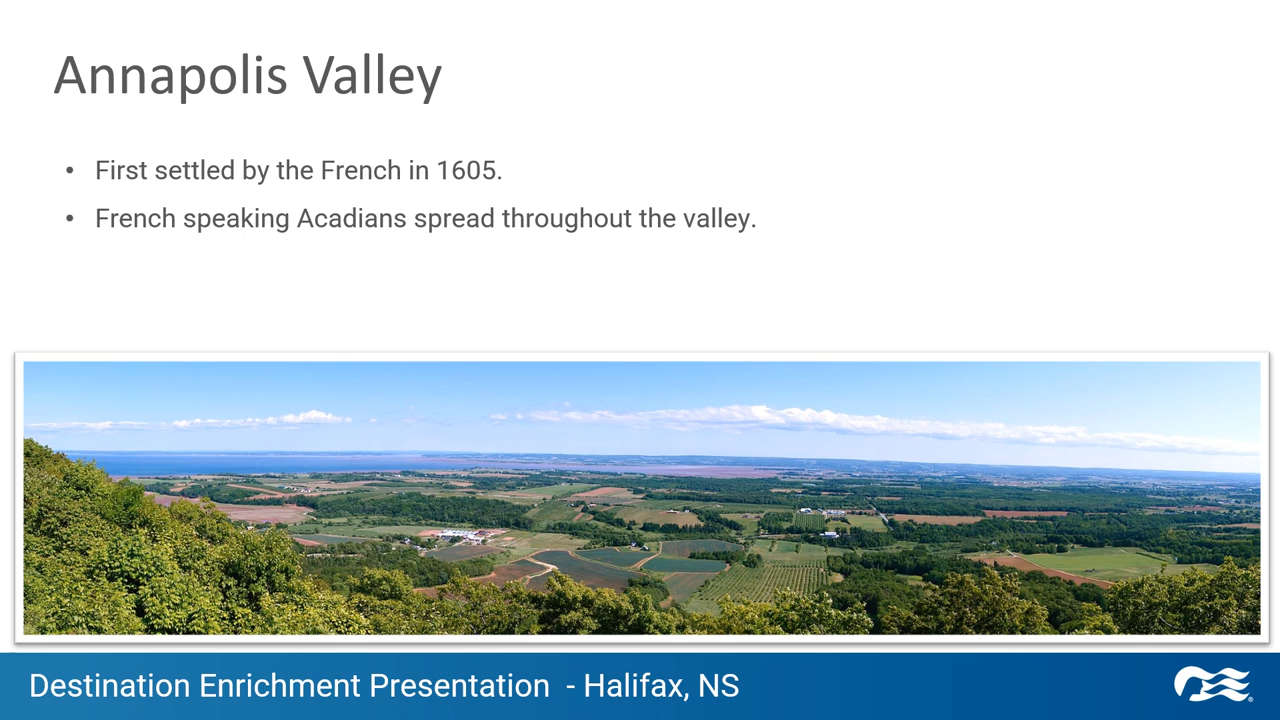 Annapolis Valley
• First settled by the French in 1605.
• French speaking Acadians spread throughout the valley.
Destination Enrichment Presentation  - Halifax, NS
®